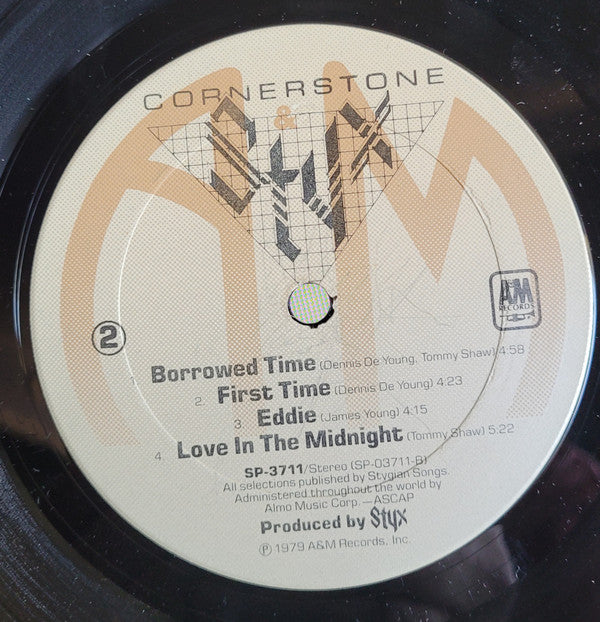 CORNERSTONE
&
Styx
A&M
RECORDS
2
Borrowed Time (Dennis De Young, Tommy Shaw) 4:58
2. First Time (Dennis De Young) 4:23
3. Eddie (James Young) 4:15
4. Love In The Midnight (Tommy Shaw) 5:22
SP-3711/Stereo (SP-03711-B)
All selections published by Stygian Songs.
Administered throughout the world by
Almo Music Corp.—ASCAP
Produced by Styx
℗ 1979 A&M Records, Inc.